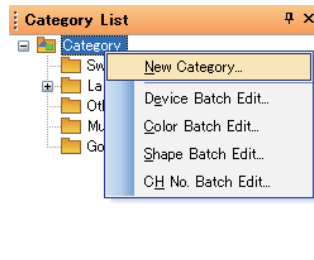 Category List
Category
Sw
New Category...
La
Device Batch Edit...
Oth
Color Batch Edit...
Mu
Shape Batch Edit...
Go
CH No. Batch Edit...